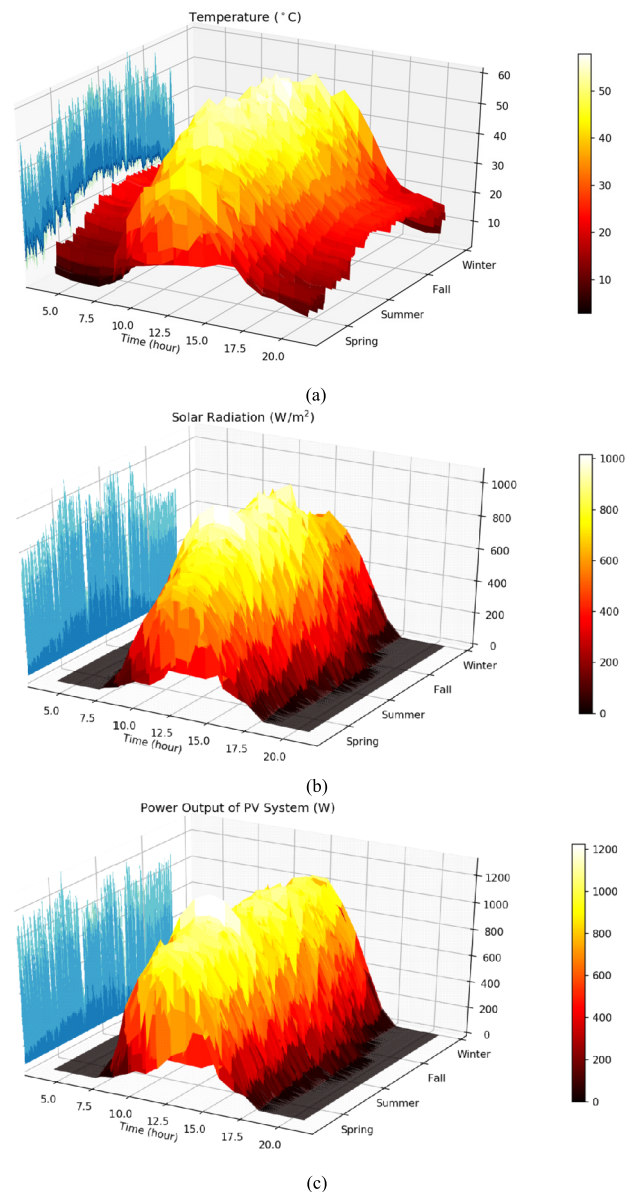 Temperature (°C)
60
50
40
30
20
10
50
40
30
20
10
Winter
Fall
Summer
Spring
5.0
7.5
10.0
12.5
15.0
17.5
20.0
Time (hour)
(a)
Solar Radiation (W/m²)
1000
800
600
400
200
0
1000
800
600
400
200
0
Winter
Fall
Summer
Spring
5.0
7.5
10.0
12.5
15.0
17.5
20.0
Time (hour)
(b)
Power Output of PV System (W)
1200
1000
800
600
400
200
0
1200
1000
800
600
400
200
0
Winter
Fall
Summer
Spring
5.0
7.5
10.0
12.5
15.0
17.5
20.0
Time (hour)
(c)